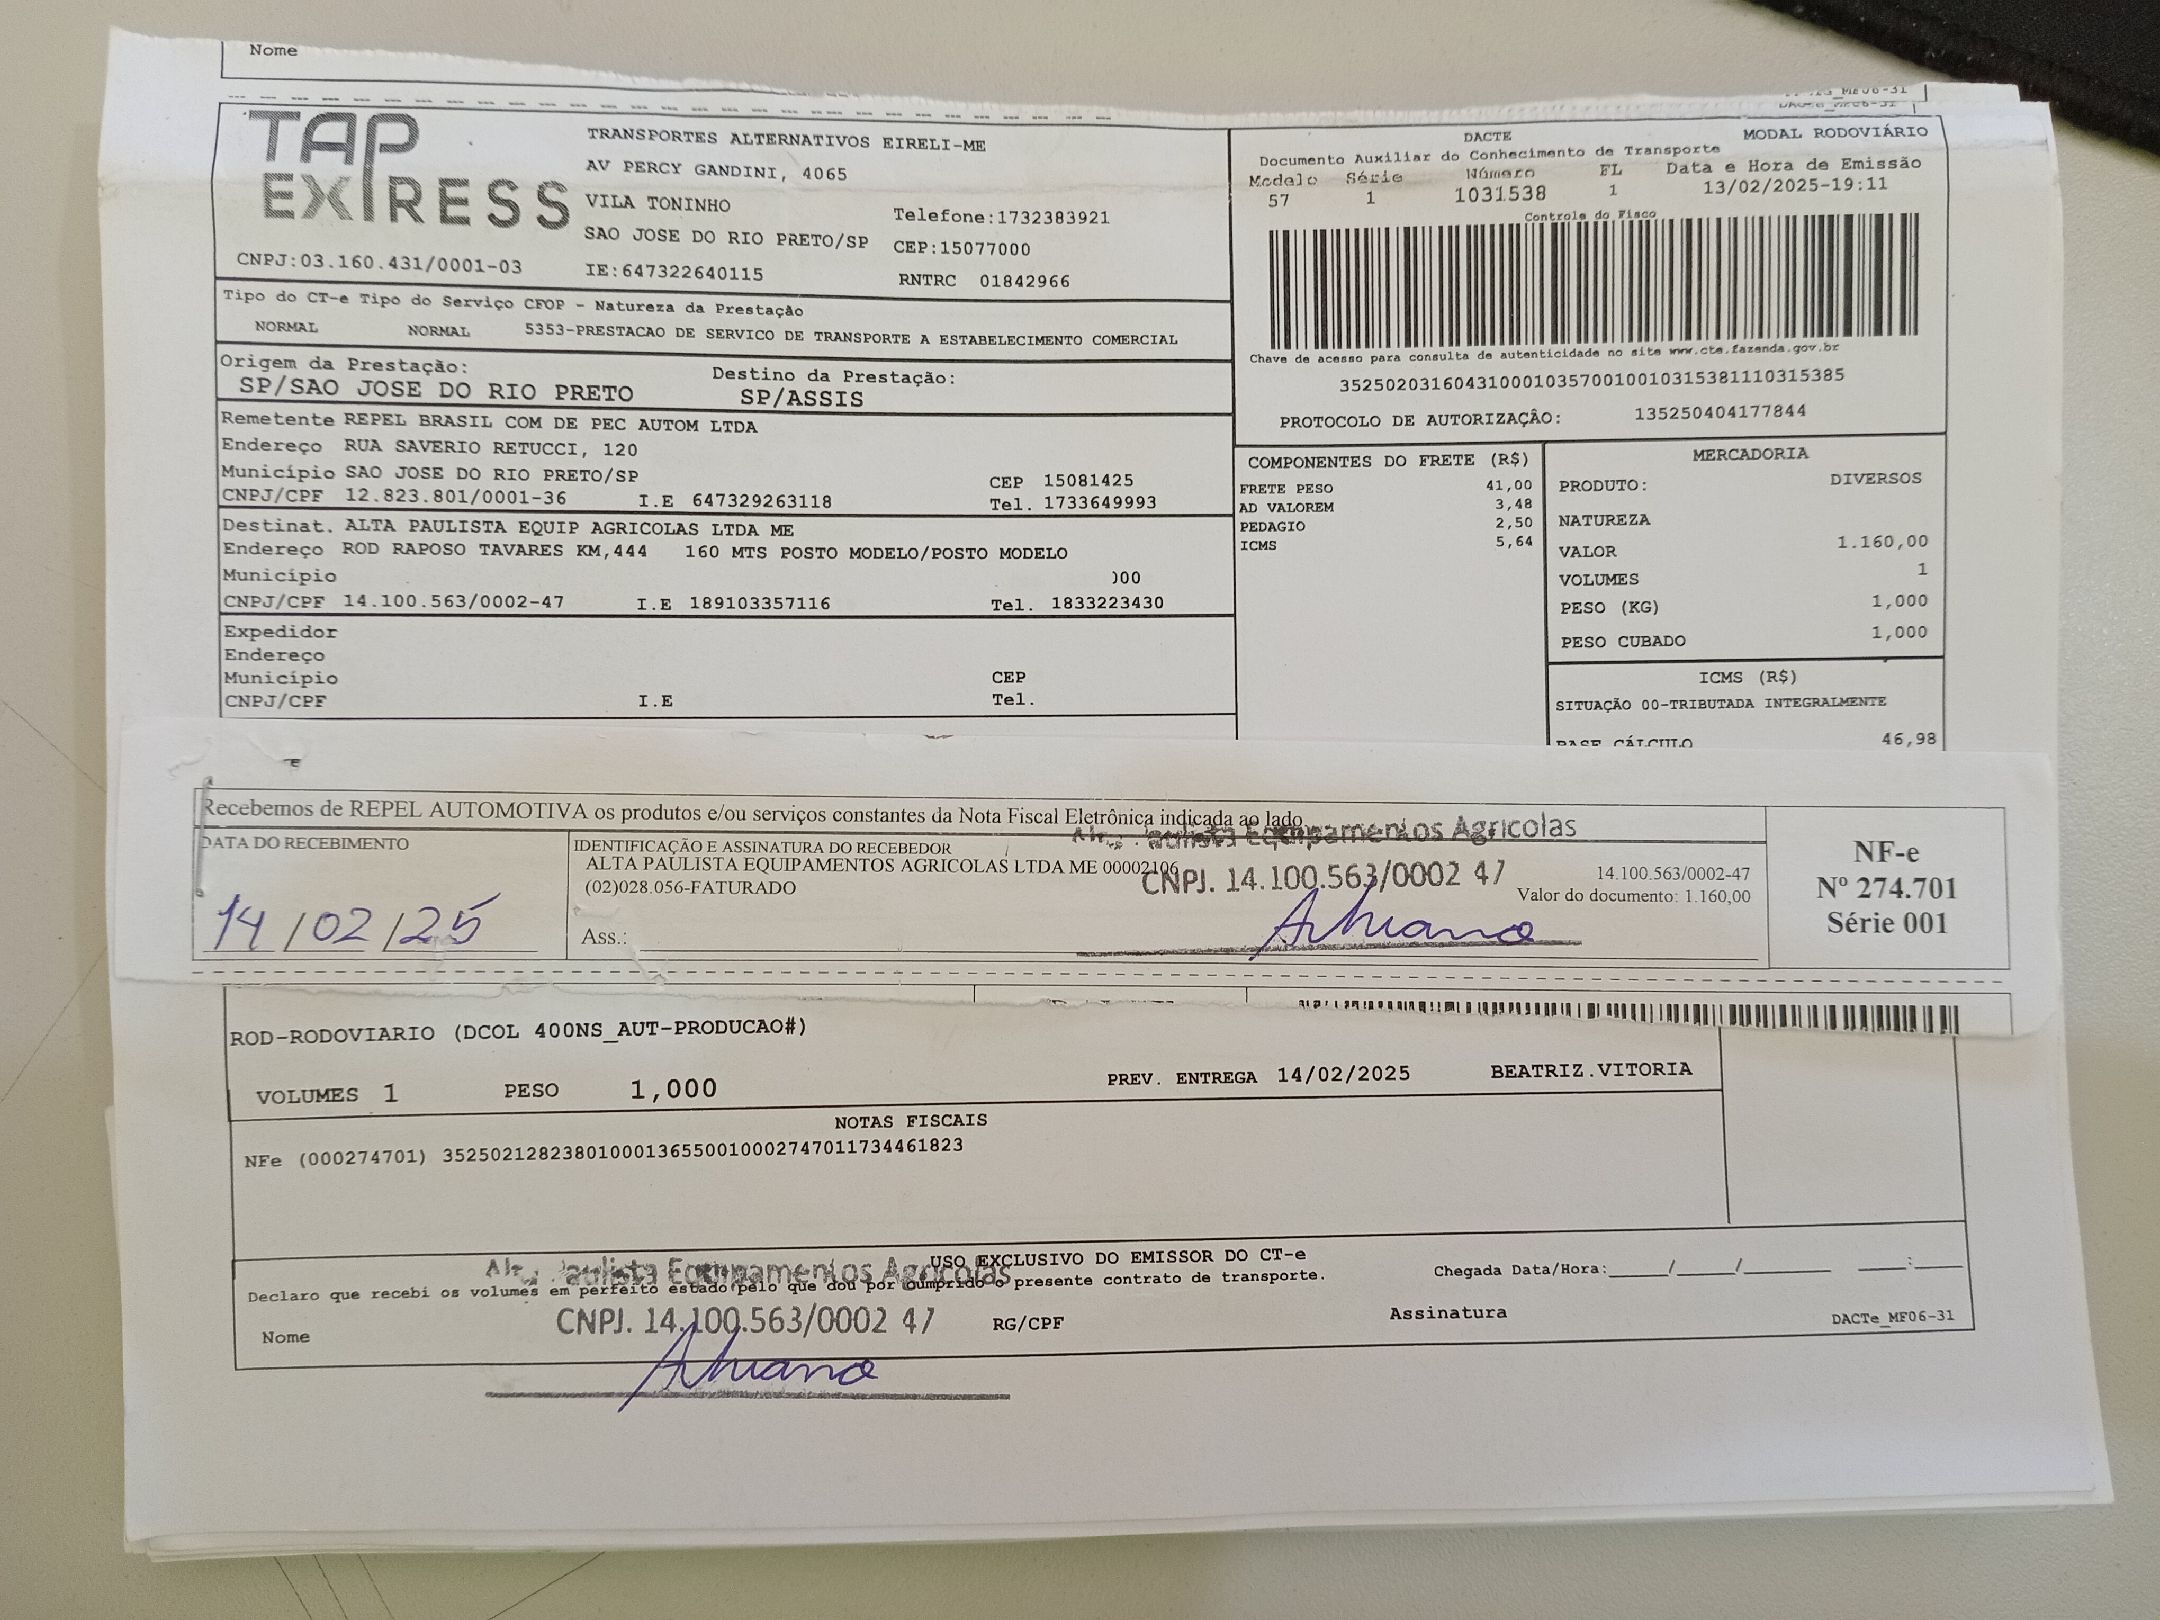 Nome
TAP EXPRESS
TRANSPORTES ALTERNATIVOS EIRELI-ME
AV PERCY GANDINI, 4065
VILA TONINHO
Telefone:1732383921
SAO JOSE DO RIO PRETO/SP CEP:15077000
CNPJ:03.160.431/0001-03 IE:647322640115 RNTRC 01842966
DACTE MODAL RODOVIÁRIO
Documento Auxiliar do Conhecimento de Transporte
Modelo Série Número FL Data e Hora de Emissão
57 1 1031538 1 13/02/2025-19:11
Controle do Fisco
Chave de acesso para consulta de autenticidade no site www.cte.fazenda.gov.br
35250203160431000103570010010315381110315385
PROTOCOLO DE AUTORIZAÇÂO: 135250404177844
Tipo do CT-e Tipo do Serviço CFOP - Natureza da Prestação
NORMAL NORMAL 5353-PRESTACAO DE SERVICO DE TRANSPORTE A ESTABELECIMENTO COMERCIAL
Origem da Prestação: Destino da Prestação:
SP/SAO JOSE DO RIO PRETO SP/ASSIS
Remetente REPEL BRASIL COM DE PEC AUTOM LTDA
Endereço RUA SAVERIO RETUCCI, 120
Município SAO JOSE DO RIO PRETO/SP CEP 15081425
CNPJ/CPF 12.823.801/0001-36 I.E 647329263118 Tel. 1733649993
Destinat. ALTA PAULISTA EQUIP AGRICOLAS LTDA ME
Endereço ROD RAPOSO TAVARES KM,444 160 MTS POSTO MODELO/POSTO MODELO
Município 000
CNPJ/CPF 14.100.563/0002-47 I.E 189103357116 Tel. 1833223430
Expedidor
Endereço
Município CEP
CNPJ/CPF I.E Tel.
COMPONENTES DO FRETE (R$)
FRETE PESO 41,00
AD VALOREM 3,48
PEDAGIO 2,50
ICMS 5,64
MERCADORIA
PRODUTO: DIVERSOS
NATUREZA
VALOR 1.160,00
VOLUMES 1
PESO (KG) 1,000
PESO CUBADO 1,000
ICMS (R$)
SITUAÇÃO 00-TRIBUTADA INTEGRALMENTE
BASE CÁLCULO 46,98
Recebemos de REPEL AUTOMOTIVA os produtos e/ou serviços constantes da Nota Fiscal Eletrônica indicada ao lado
DATA DO RECEBIMENTO
14/02/25
IDENTIFICAÇÃO E ASSINATURA DO RECEBEDOR
ALTA PAULISTA EQUIPAMENTOS AGRICOLAS LTDA ME 00002106 14.100.563/0002-47
(02)028.056-FATURADO Valor do documento: 1.160,00
Paulista Equipamentos Agricolas
CNPJ. 14.100.563/0002 47
Ass.:
NF-e
Nº 274.701
Série 001
ROD-RODOVIARIO (DCOL 400NS_AUT-PRODUCAO#)
VOLUMES 1 PESO 1,000 PREV. ENTREGA 14/02/2025 BEATRIZ.VITORIA
NOTAS FISCAIS
NFe (000274701) 35250212823801000136550010002747011734461823
USO EXCLUSIVO DO EMISSOR DO CT-e
Declaro que recebi os volumes em perfeito estado pelo que dou por cumprido o presente contrato de transporte.
Chegada Data/Hora: / / :
Paulista Equipamentos Agricolas
CNPJ. 14.100.563/0002 47
Nome RG/CPF Assinatura DACTe_MF06-31